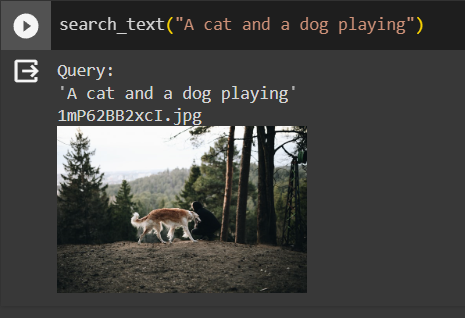 search_text("A cat and a dog playing")
Query:
'A cat and a dog playing'
1mP62BB2xcI.jpg